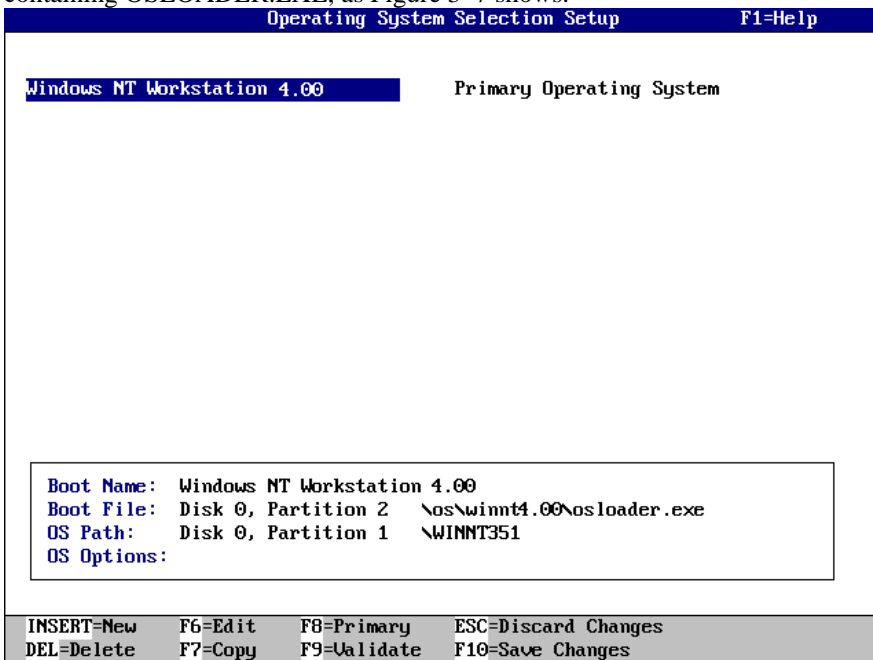 containing OSLOADER.EXE, as Figure 3–7 shows.
Operating System Selection Setup F1=Help
Windows NT Workstation 4.00 Primary Operating System
Boot Name: Windows NT Workstation 4.00
Boot File: Disk 0, Partition 2 \os\winnt4.00\osloader.exe
OS Path: Disk 0, Partition 1 \WINNT351
OS Options:
INSERT=New F6=Edit F8=Primary ESC=Discard Changes
DEL=Delete F7=Copy F9=Validate F10=Save Changes